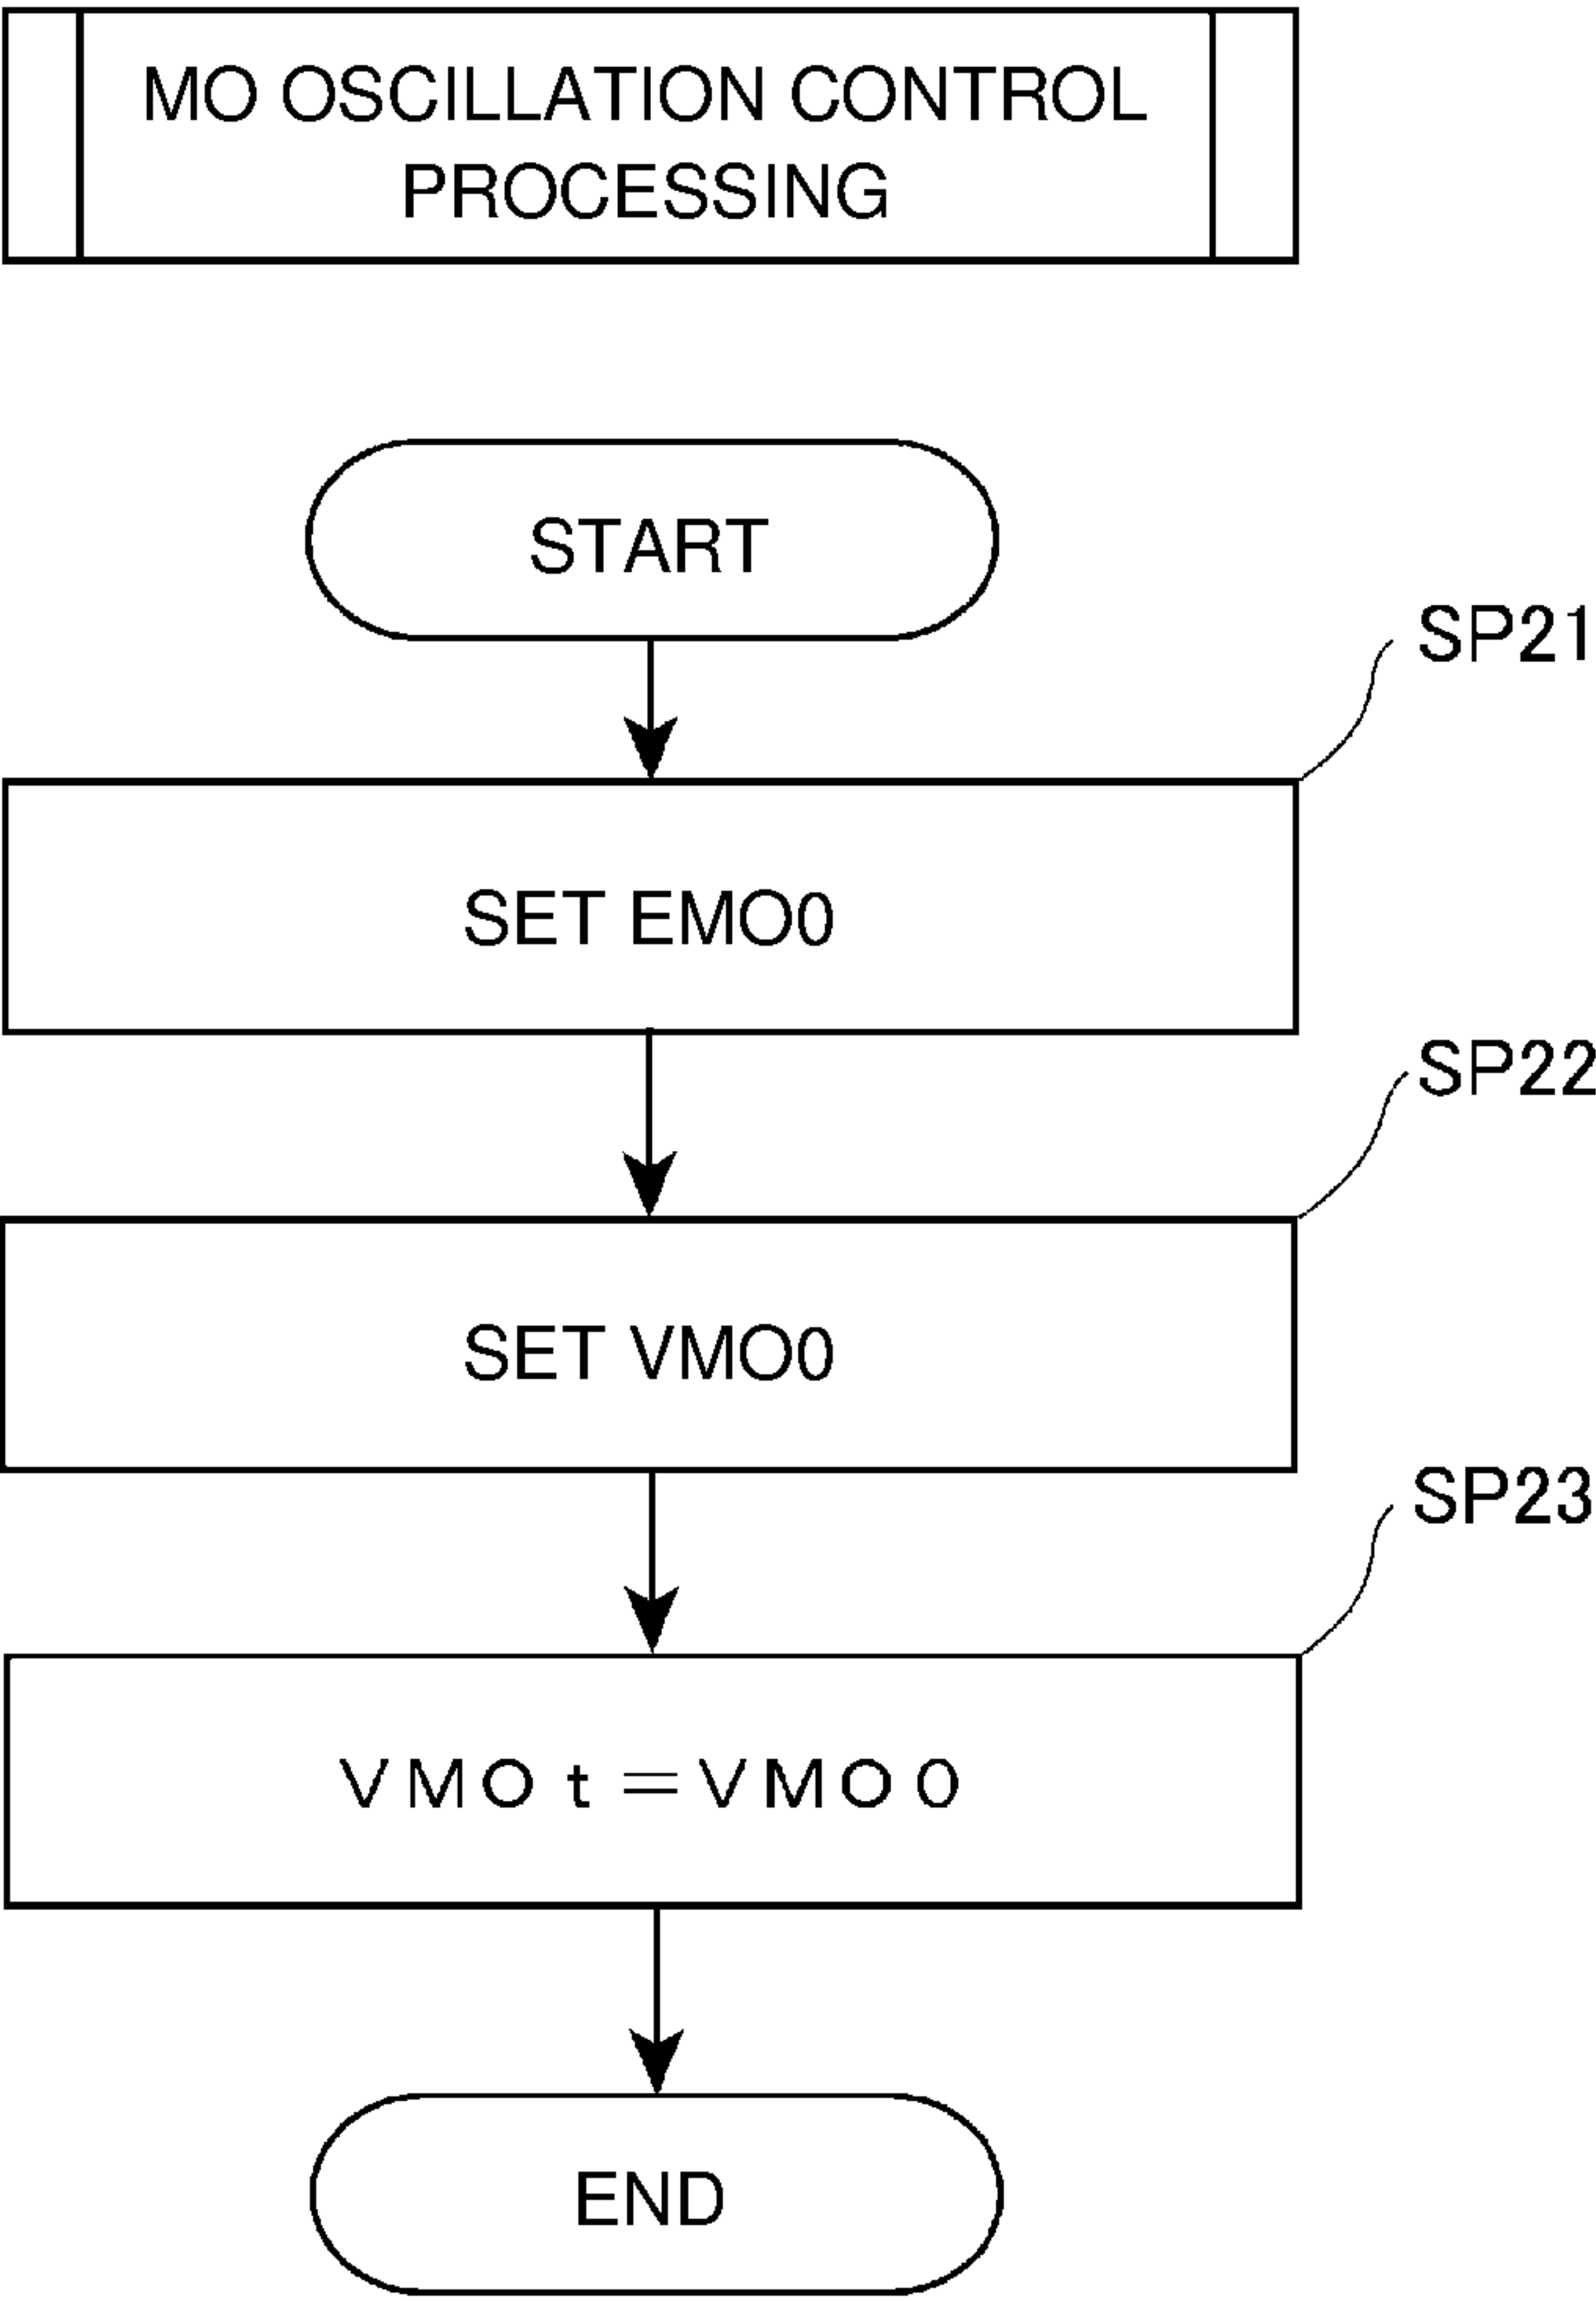 MO OSCILLATION CONTROL
PROCESSING
START
SP21
SET EMO0
SP22
SET VMO0
SP23
VMOt=VMO0
END